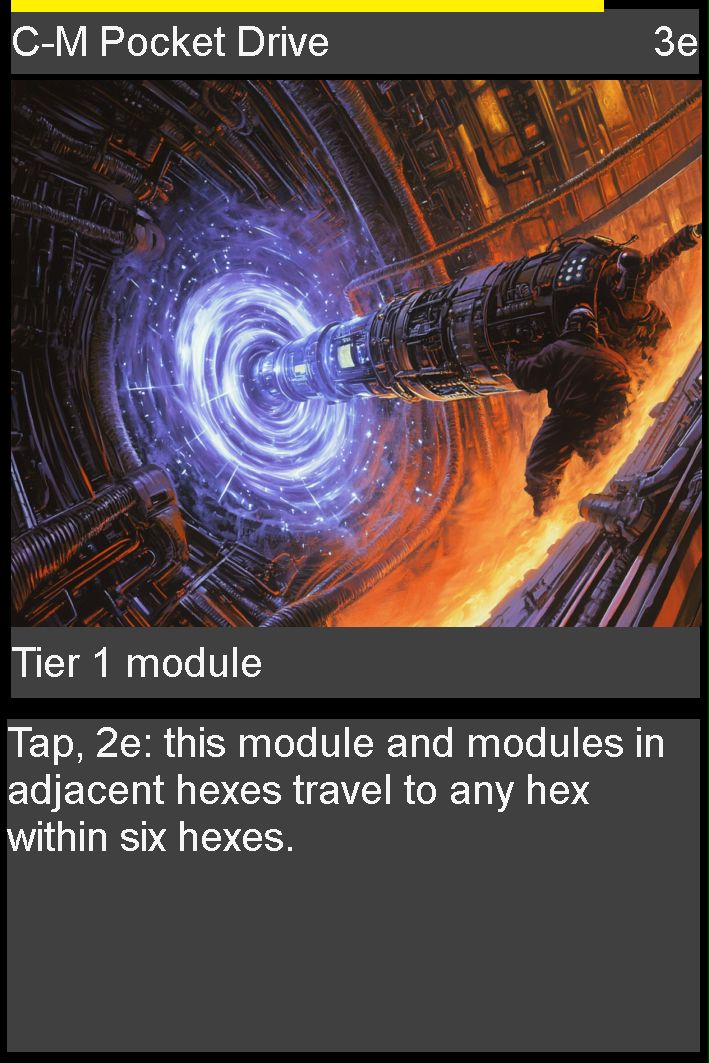 C-M Pocket Drive 3e
Tier 1 module
Tap, 2e: this module and modules in
adjacent hexes travel to any hex
within six hexes.